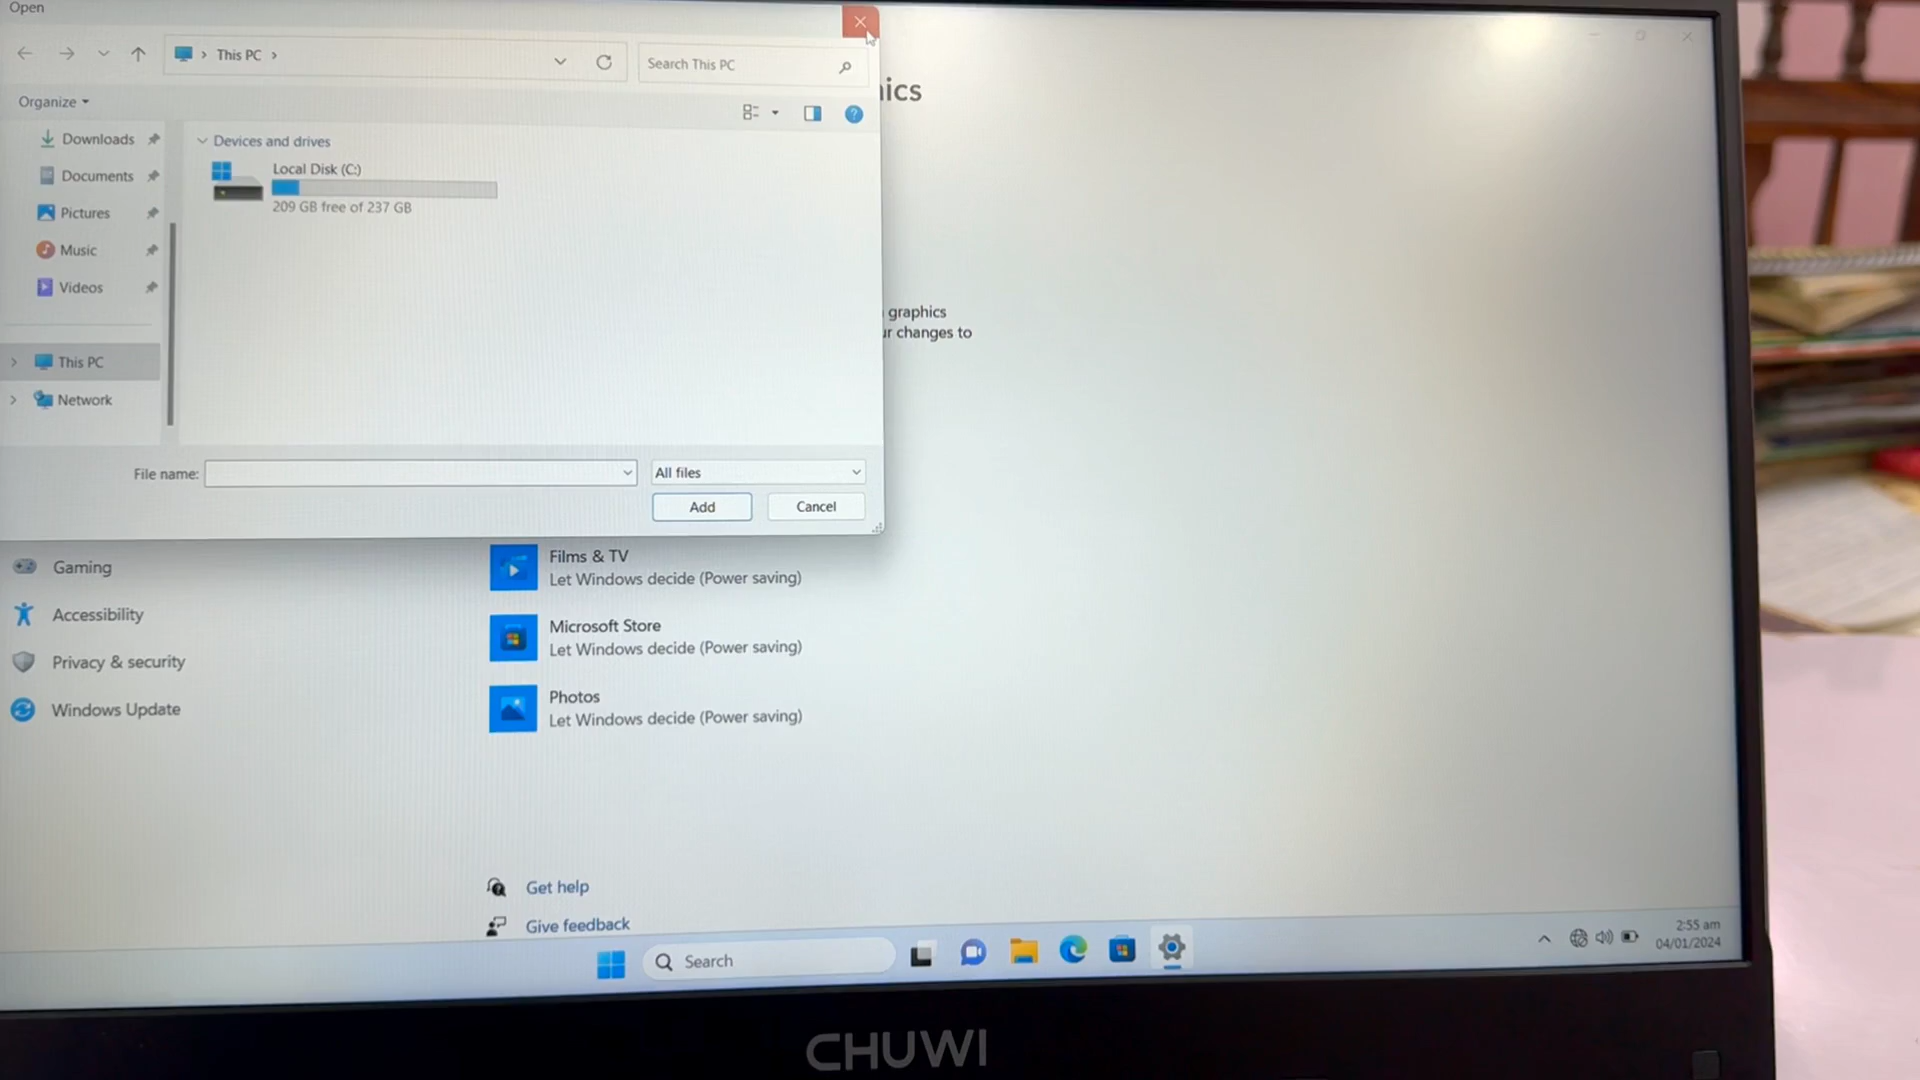 Open
This PC
Search This PC
Organize
Downloads
Documents
Pictures
Music
Videos
This PC
Network
Devices and drives
Local Disk (C:)
209 GB free of 237 GB
File name:
All files
Add
Cancel
ics
graphics
ur changes to
Gaming
Accessibility
Privacy & security
Windows Update
Films & TV
Let Windows decide (Power saving)
Microsoft Store
Let Windows decide (Power saving)
Photos
Let Windows decide (Power saving)
Get help
Give feedback
Search
2:55 am
04/01/2024
CHUWI